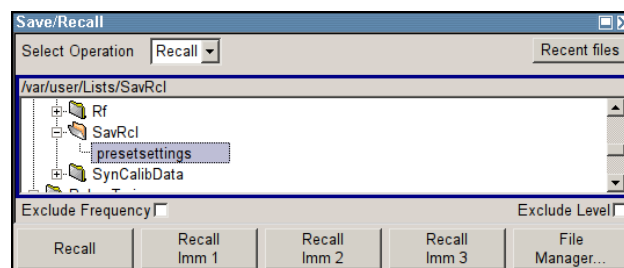 Save/Recall
Select Operation Recall Recent files
/var/user/Lists/SavRcl
Rf
SavRcl
presetsettings
SynCalibData
Exclude Frequency Exclude Level
Recall Recall Imm 1 Recall Imm 2 Recall Imm 3 File Manager...